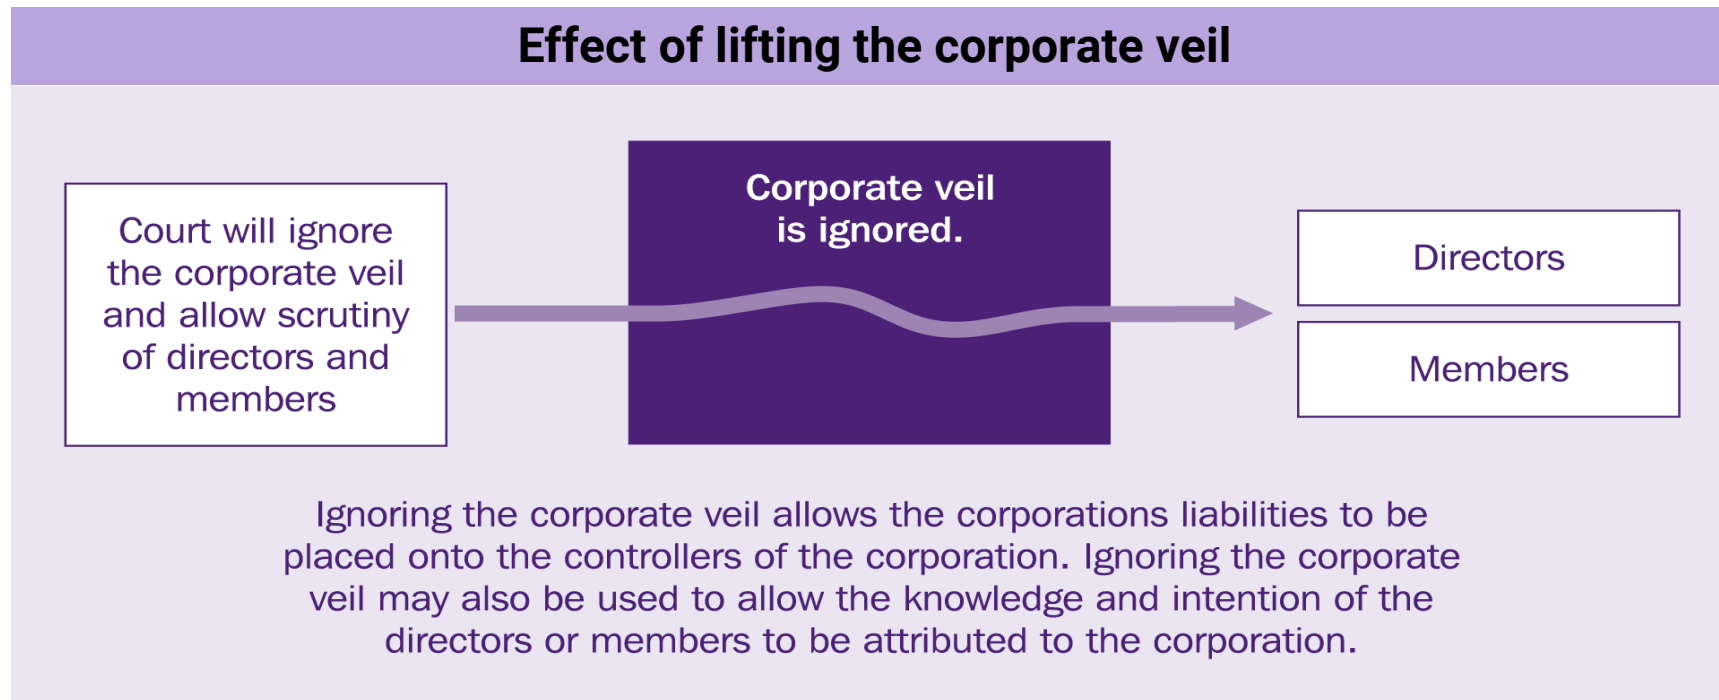 Effect of lifting the corporate veil
Court will ignore
the corporate veil
and allow scrutiny
of directors and
members
Corporate veil
is ignored.
Directors
Members
Ignoring the corporate veil allows the corporations liabilities to be
placed onto the controllers of the corporation. Ignoring the corporate
veil may also be used to allow the knowledge and intention of the
directors or members to be attributed to the corporation.